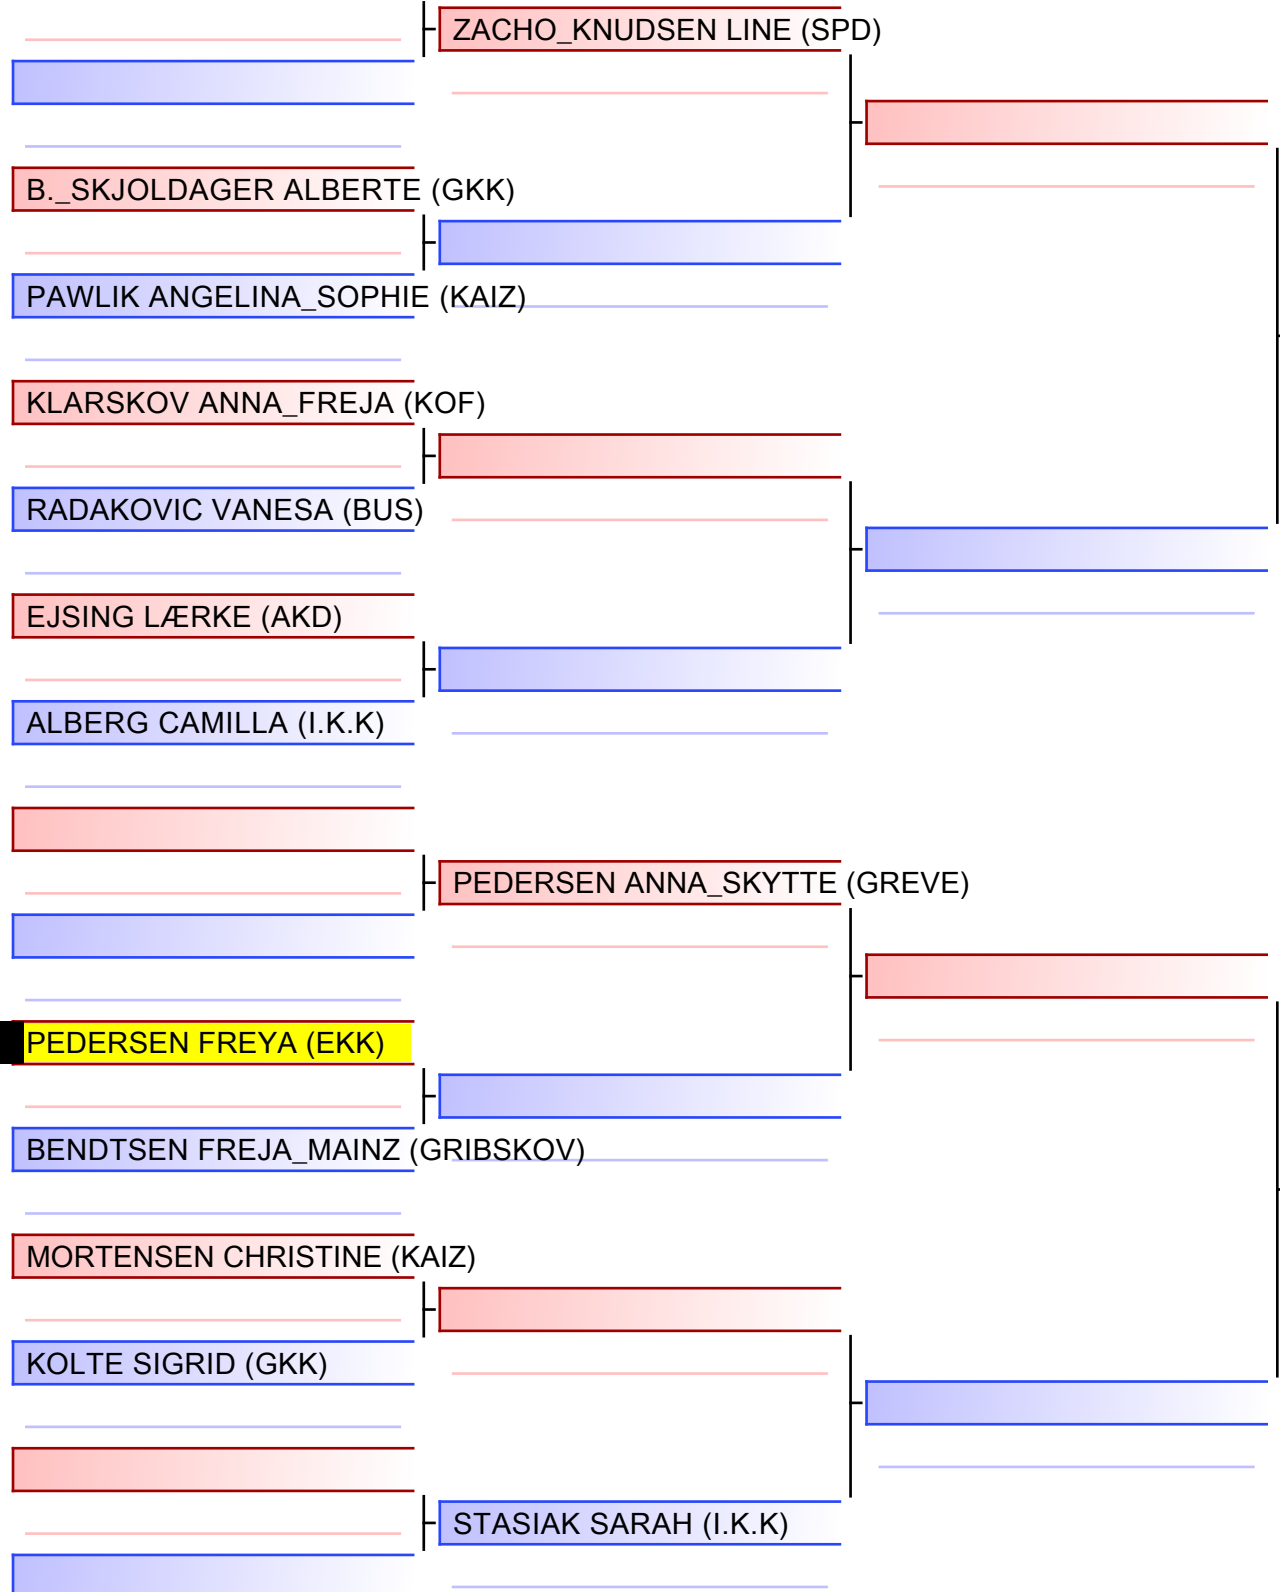 ZACHO_KNUDSEN LINE (SPD)
B._SKJOLDAGER ALBERTE (GKK)
PAWLIK ANGELINA_SOPHIE (KAIZ)
KLARSKOV ANNA_FREJA (KOF)
RADAKOVIC VANESA (BUS)
EJSING LÆRKE (AKD)
ALBERG CAMILLA (I.K.K)
PEDERSEN ANNA_SKYTTE (GREVE)
PEDERSEN FREYA (EKK)
BENDTSEN FREJA_MAINZ (GRIBSKOV)
MORTENSEN CHRISTINE (KAIZ)
KOLTE SIGRID (GKK)
STASIAK SARAH (I.K.K)